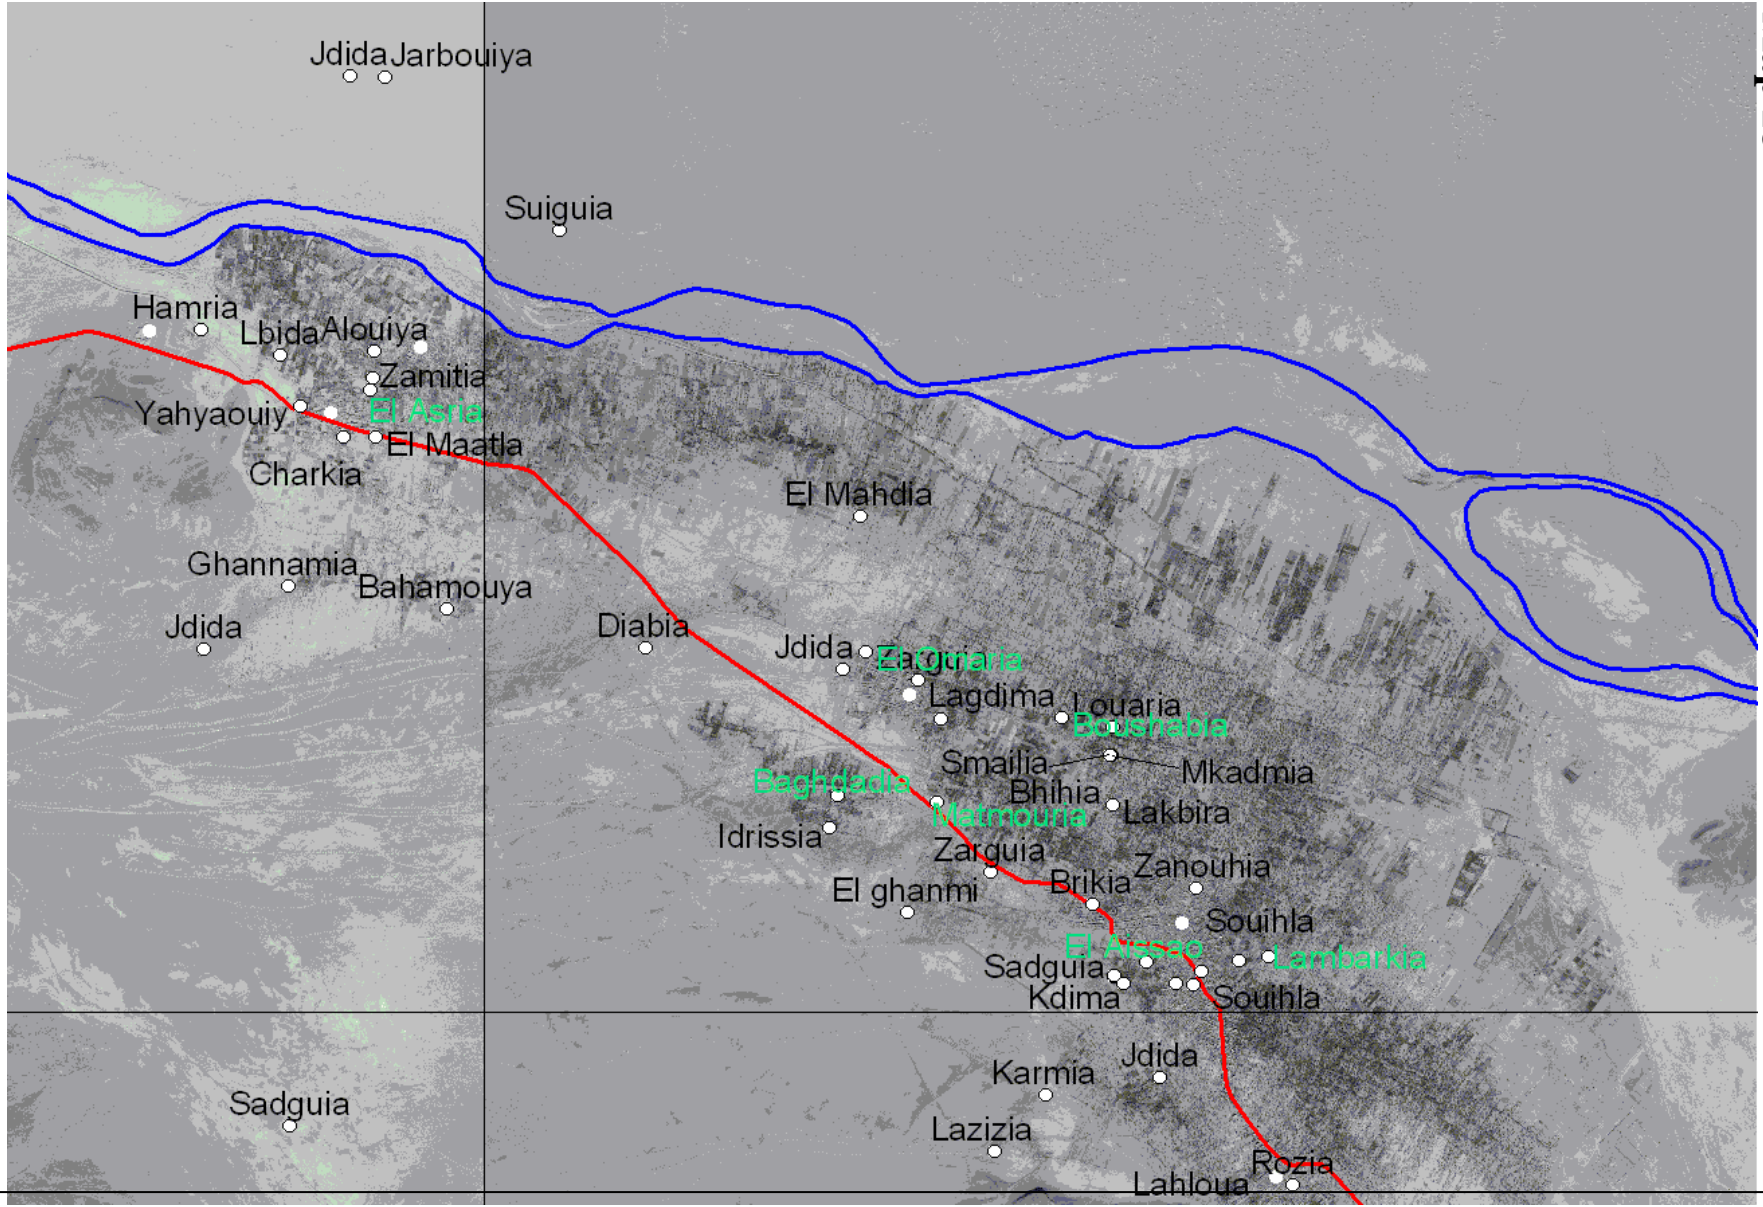 Jdida Jarbouiya
Suiguia
Hamria
Lbida Alouiya
Zamitia
Yahyaouiy
El Asria
El Maatla
Charkia
El Mahdia
Ghannamia
Bahamouya
Jdida
Diabia
Jdida
El Omaria
Lagdima
Louaria
Boushabia
Smailia
Mkadmia
Baghdadia
Bhihia
Lakbira
Matmouria
Idrissia
Zarguia
Zanouhia
Brikia
El ghanmi
Souihla
El Aissao
Lambarkia
Sadguia
Kdima
Souihla
Jdida
Karmia
Sadguia
Lazizia
Rozia
Lahloua